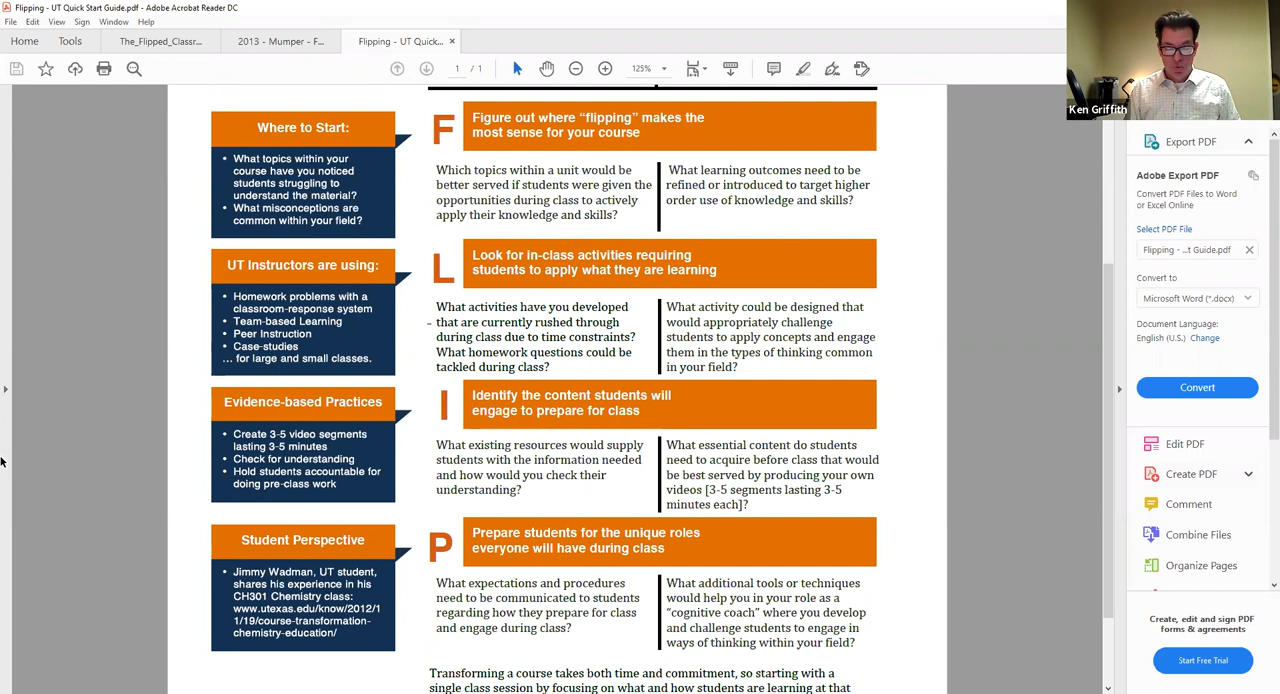 Flipping - UT Quick Start Guide.pdf - Adobe Acrobat Reader DC
File Edit View Sign Window Help
Home Tools The_Flipped_Classr... 2013 - Mumper - F... Flipping - UT Quick... ×
1 / 1 125%
Ken Griffith
Where to Start:
• What topics within your
course have you noticed
students struggling to
understand the material?
• What misconceptions are
common within your field?
F
Figure out where “flipping” makes the
most sense for your course
Which topics within a unit would be
better served if students were given the
opportunities during class to actively
apply their knowledge and skills?
What learning outcomes need to be
refined or introduced to target higher
order use of knowledge and skills?
UT Instructors are using:
• Homework problems with a
classroom-response system
• Team-based Learning
• Peer Instruction
• Case-studies
... for large and small classes.
L
Look for in-class activities requiring
students to apply what they are learning
What activities have you developed
that are currently rushed through
during class due to time constraints?
What homework questions could be
tackled during class?
What activity could be designed that
would appropriately challenge
students to apply concepts and engage
them in the types of thinking common
in your field?
Evidence-based Practices
• Create 3-5 video segments
lasting 3-5 minutes
• Check for understanding
• Hold students accountable for
doing pre-class work
I
Identify the content students will
engage to prepare for class
What existing resources would supply
students with the information needed
and how would you check their
understanding?
What essential content do students
need to acquire before class that would
be best served by producing your own
videos [3-5 segments lasting 3-5
minutes each]?
Student Perspective
• Jimmy Wadman, UT student,
shares his experience in his
CH301 Chemistry class:
www.utexas.edu/know/2012/1
1/19/course-transformation-
chemistry-education/
P
Prepare students for the unique roles
everyone will have during class
What expectations and procedures
need to be communicated to students
regarding how they prepare for class
and engage during class?
What additional tools or techniques
would help you in your role as a
“cognitive coach” where you develop
and challenge students to engage in
ways of thinking within your field?
Transforming a course takes both time and commitment, so starting with a
single class session by focusing on what and how students are learning at that
Export PDF
Adobe Export PDF
Convert PDF Files to Word
or Excel Online
Select PDF File
Flipping - ...t Guide.pdf ×
Convert to
Microsoft Word (*.docx)
Document Language:
English (U.S.) Change
Convert
Edit PDF
Create PDF
Comment
Combine Files
Organize Pages
Create, edit and sign PDF
forms & agreements
Start Free Trial